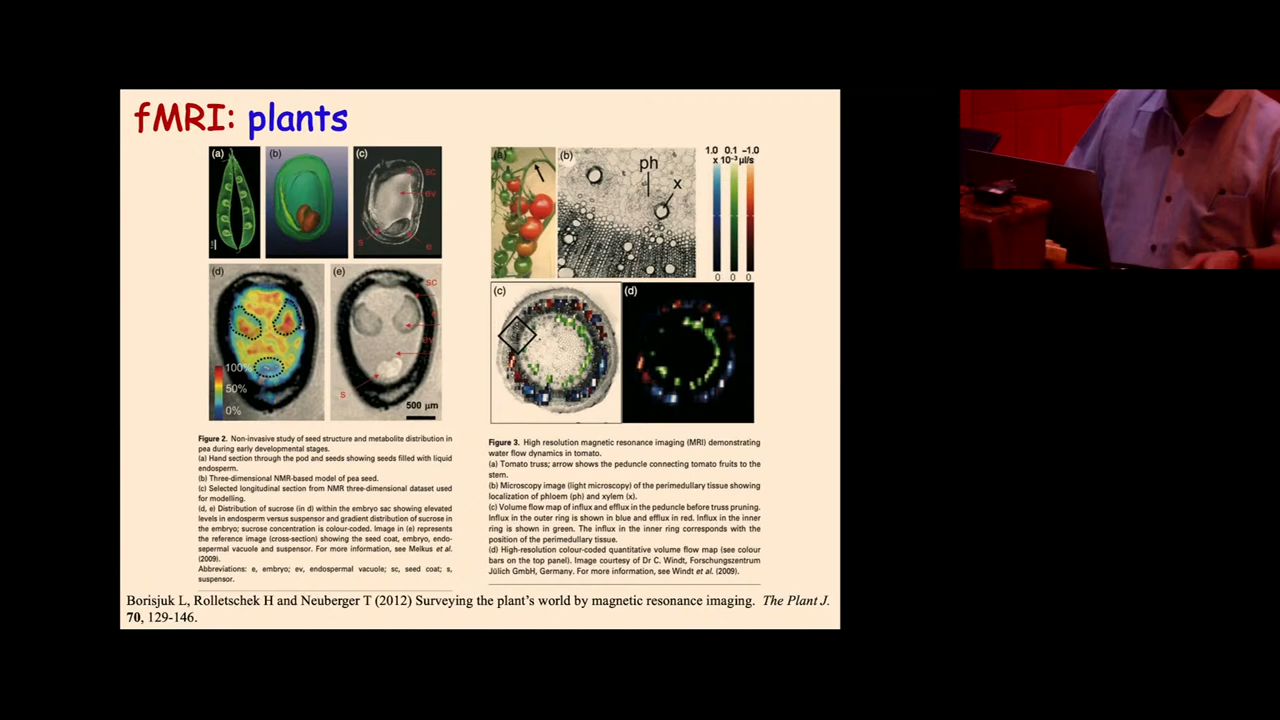 fMRI: plants
(a)
(b)
(c)
sc
ev
s
e
(d)
(e)
sc
ev
s
100%
50%
0%
500 µm
(a)
(b)
ph
x
1.0 0.1 –1.0
x 10⁻³ µl/s
0 0 0
(c)
(d)
Figure 2. Non-invasive study of seed structure and metabolite distribution in
pea during early developmental stages.
(a) Hand section through the pod and seeds showing seeds filled with liquid
endosperm.
(b) Three-dimensional NMR-based model of pea seed.
(c) Selected longitudinal section from NMR three-dimensional dataset used
for modelling.
(d, e) Distribution of sucrose (in d) within the embryo sac showing elevated
levels in endosperm versus suspensor and gradient distribution of sucrose in
the embryo; sucrose concentration is colour-coded. Image in (e) represents
the reference image (cross-section) showing the seed coat, embryo, endo-
sepermal vacuole and suspensor. For more information, see Melkus et al.
(2009).
Abbreviations: e, embryo; ev, endospermal vacuole; sc, seed coat; s,
suspensor.
Figure 3. High resolution magnetic resonance imaging (MRI) demonstrating
water flow dynamics in tomato.
(a) Tomato truss; arrow shows the peduncle connecting tomato fruits to the
stem.
(b) Microscopy image (light microscopy) of the perimedullary tissue showing
localization of phloem (ph) and xylem (x).
(c) Volume flow map of influx and efflux in the peduncle before truss pruning.
Influx in the outer ring is shown in blue and efflux in red. Influx in the inner
ring is shown in green. The influx in the inner ring corresponds with the
position of the perimedullary tissue.
(d) High-resolution colour-coded quantitative volume flow map (see colour
bars on the top panel). Image courtesy of Dr C. Windt, Forschungszentrum
Jülich GmbH, Germany. For more information, see Windt et al. (2009).
Borisjuk L, Rolletschek H and Neuberger T (2012) Surveying the plant's world by magnetic resonance imaging. The Plant J.
70, 129-146.